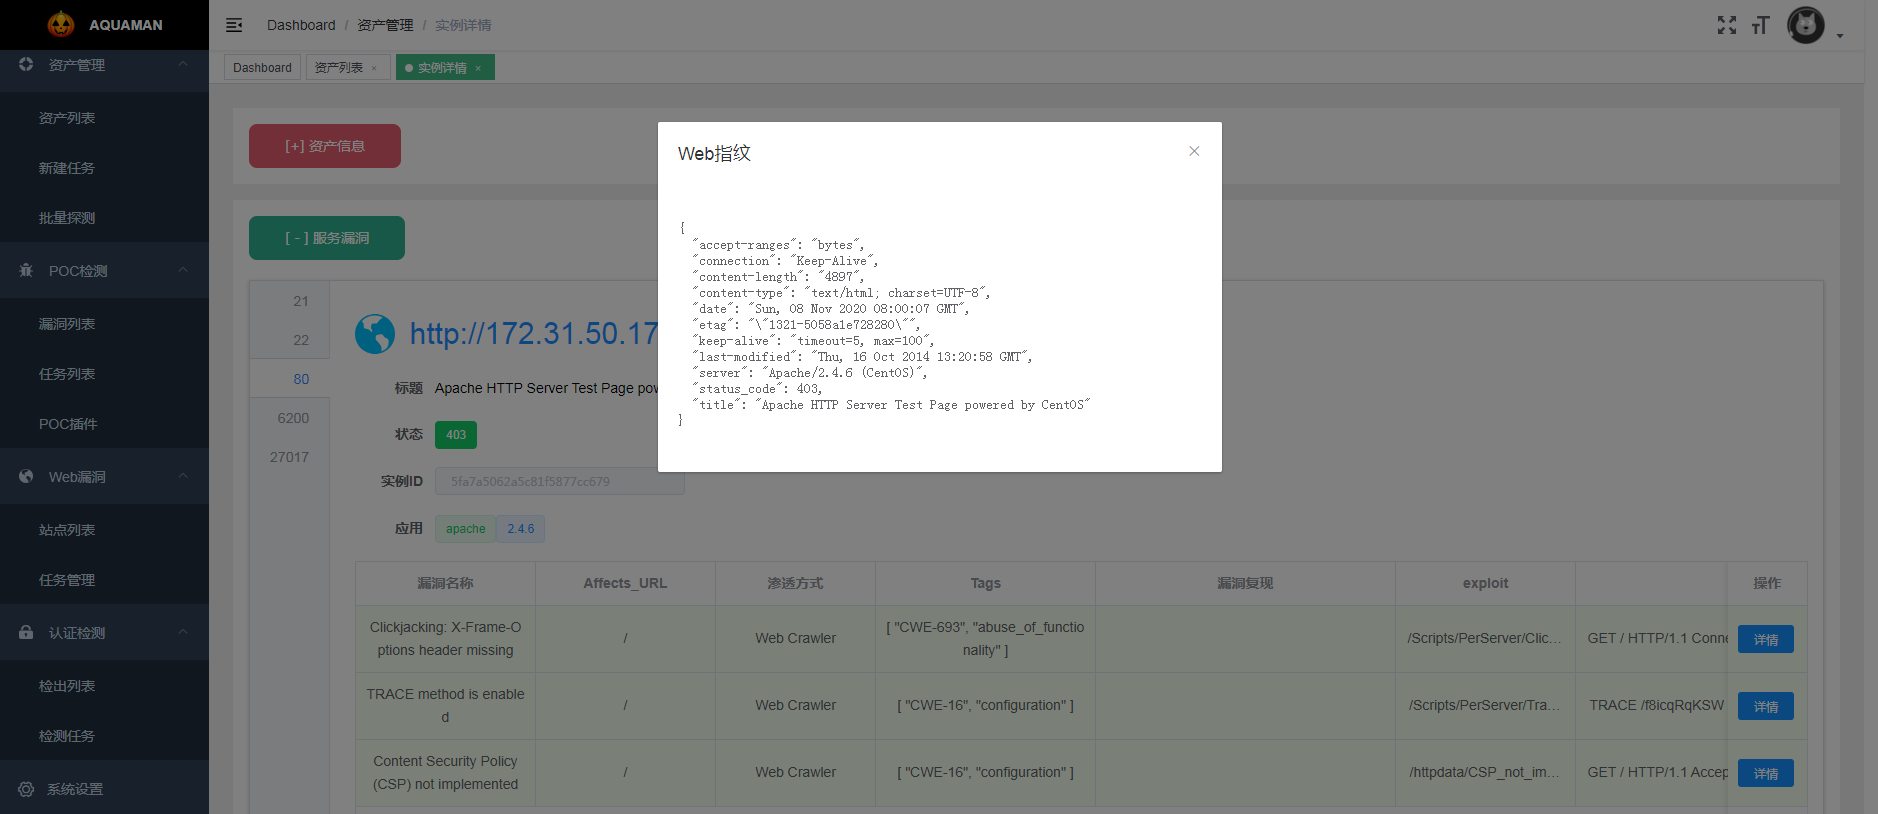 AQUAMAN
Dashboard / 资产管理 / 实例详情
Dashboard
资产列表 ×
实例详情 ×
资产管理
资产列表
新建任务
批量探测
POC检测
漏洞列表
任务列表
POC插件
Web漏洞
站点列表
任务管理
认证检测
检出列表
检测任务
系统设置
[+] 资产信息
[ - ] 服务漏洞
21
22
80
6200
27017
http://172.31.50.17
标题 Apache HTTP Server Test Page pow
状态 403
实例ID 5fa7a5062a5c81f5877cc679
应用 apache 2.4.6
Web指纹
{
"accept-ranges": "bytes",
"connection": "Keep-Alive",
"content-length": "4897",
"content-type": "text/html; charset=UTF-8",
"date": "Sun, 08 Nov 2020 08:00:07 GMT",
"etag": "\"1321-5058a1e728280\"",
"keep-alive": "timeout=5, max=100",
"last-modified": "Thu, 16 Oct 2014 13:20:58 GMT",
"server": "Apache/2.4.6 (CentOS)",
"status_code": 403,
"title": "Apache HTTP Server Test Page powered by CentOS"
}
漏洞名称 Affects_URL 渗透方式 Tags 漏洞复现 exploit 操作
Clickjacking: X-Frame-O
ptions header missing
/
Web Crawler
[ "CWE-693", "abuse_of_functio
nality" ]
/Scripts/PerServer/Clic...
GET / HTTP/1.1 Conne
详情
TRACE method is enable
d
/
Web Crawler
[ "CWE-16", "configuration" ]
/Scripts/PerServer/Tra...
TRACE /f8icqRqKSW
详情
Content Security Policy
(CSP) not implemented
/
Web Crawler
[ "CWE-16", "configuration" ]
/httpdata/CSP_not_im...
GET / HTTP/1.1 Accep
详情